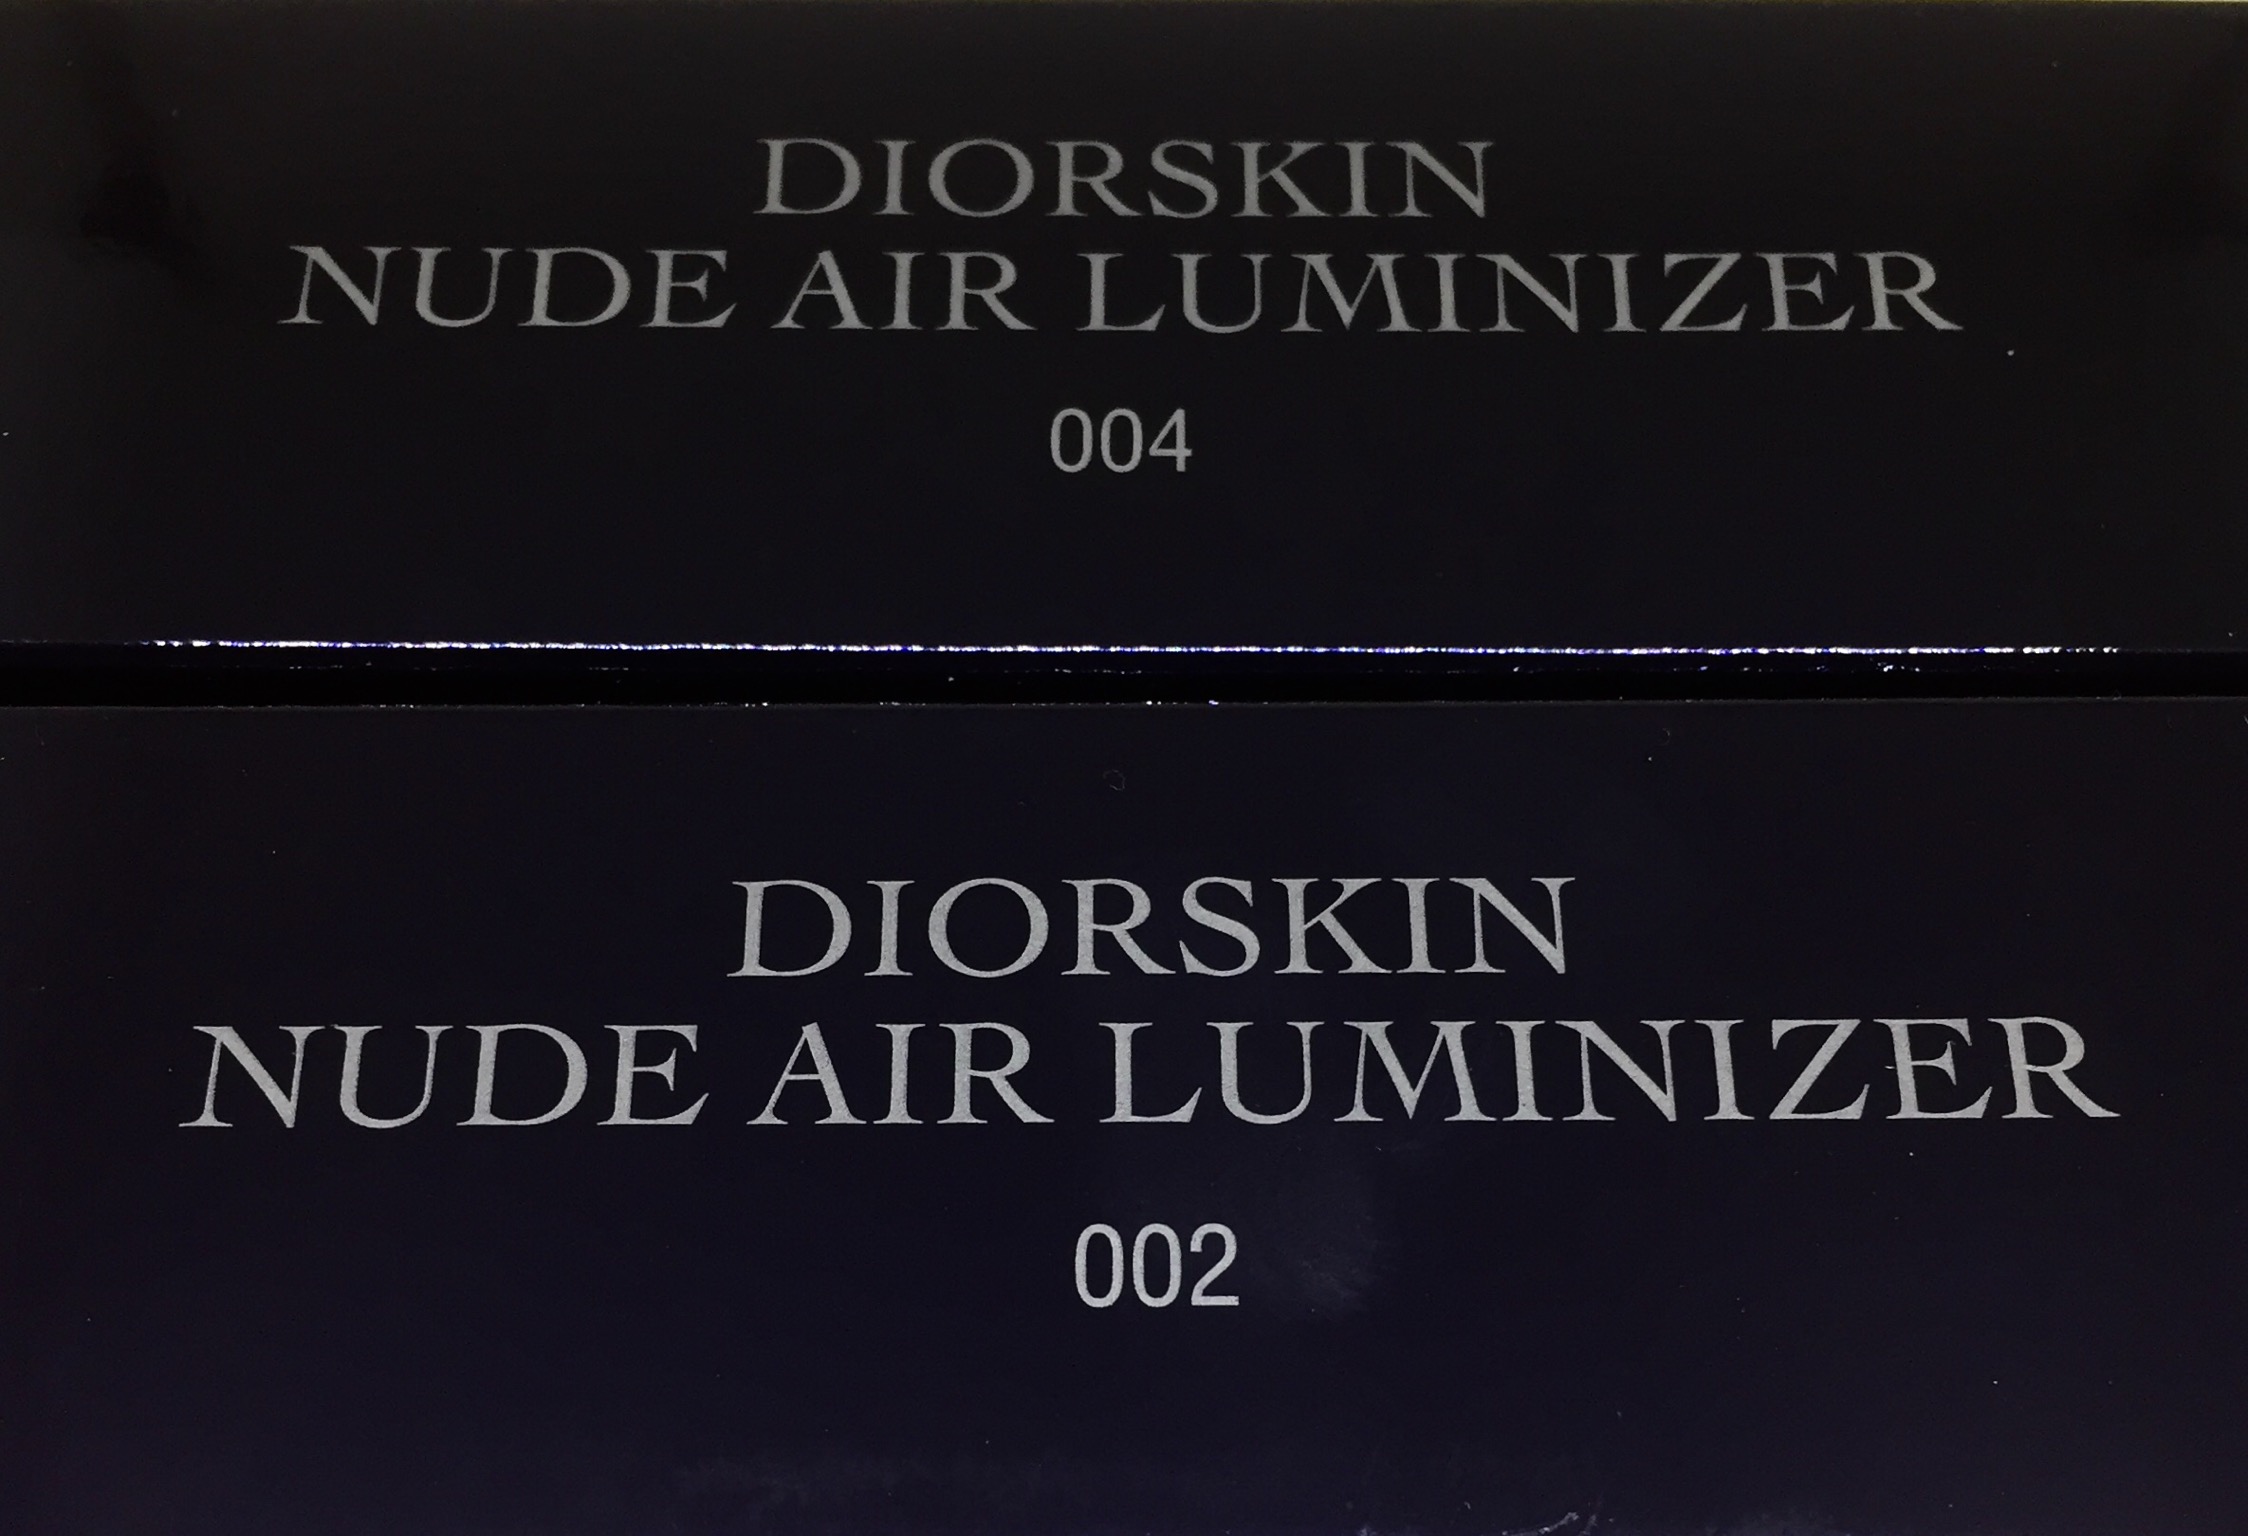 DIORSKIN
NUDE AIR LUMINIZER
004
DIORSKIN
NUDE AIR LUMINIZER
002